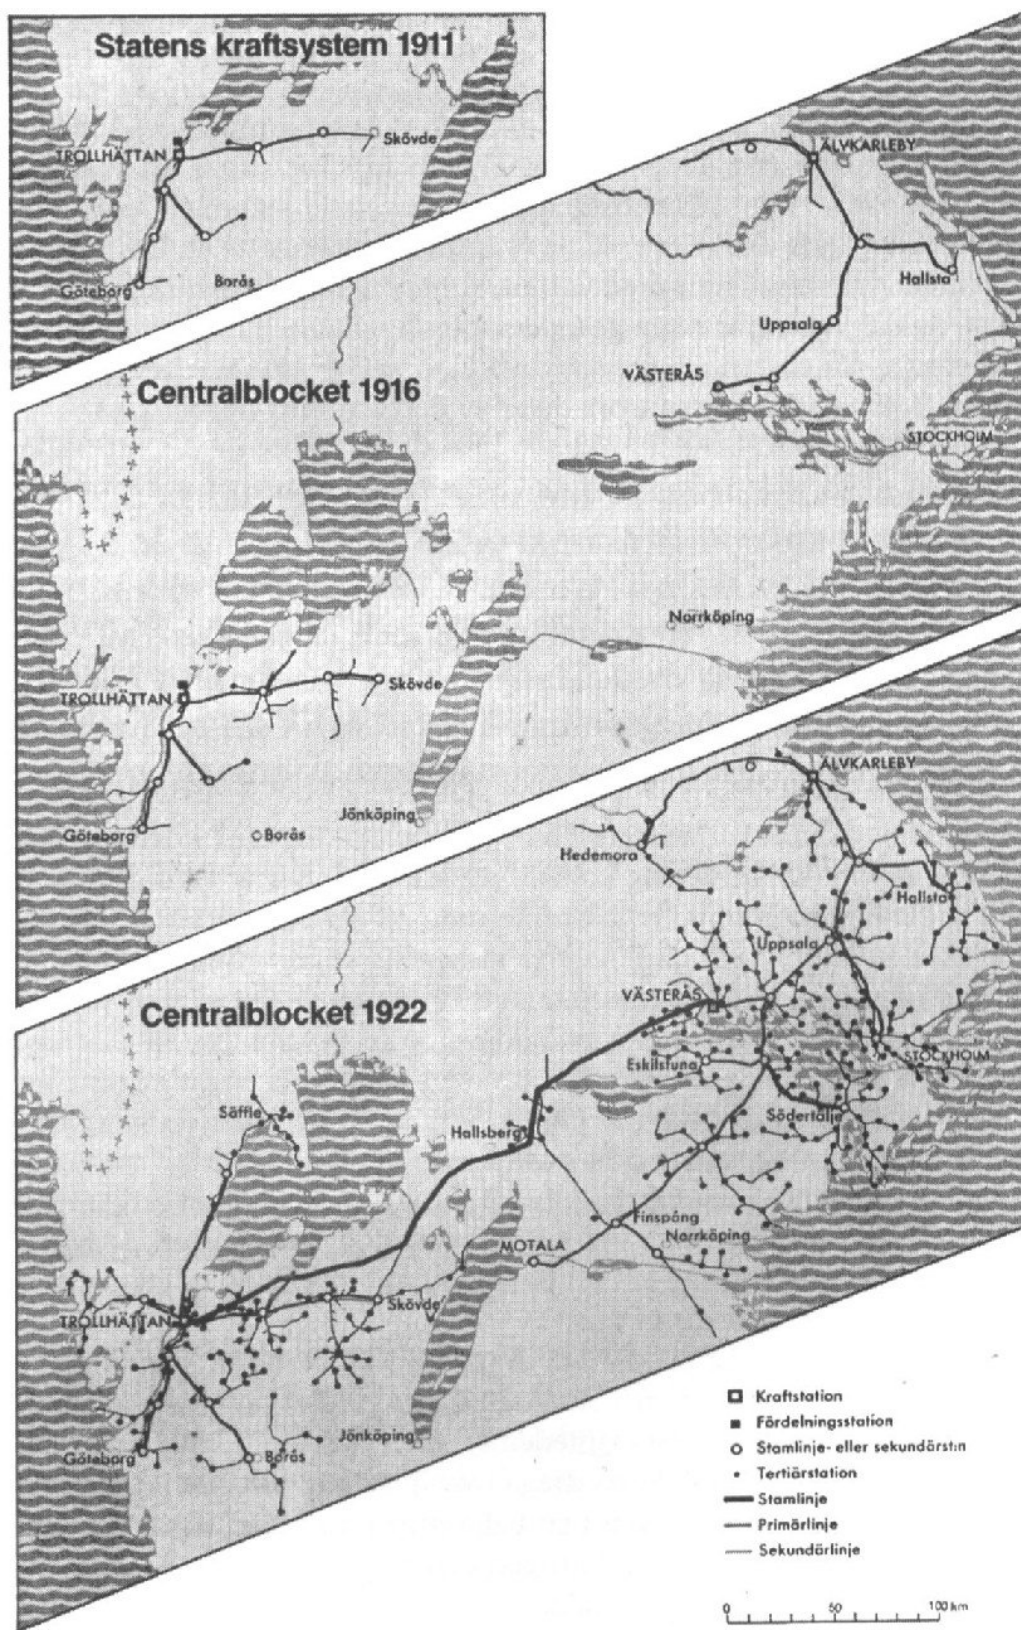 Statens kraftsystem 1911
TROLLHÄTTAN
Skövde
Göteborg
Borås
Centralblocket 1916
ÄLVKARLEBY
Hallsta
Uppsala
VÄSTERÅS
STOCKHOLM
Norrköping
TROLLHÄTTAN
Skövde
Göteborg
Borås
Jönköping
Centralblocket 1922
ÄLVKARLEBY
Hedemora
Hallsta
Uppsala
VÄSTERÅS
Eskilstuna
STOCKHOLM
Södertälje
Säffle
Hallsberg
Finspång
Norrköping
MOTALA
TROLLHÄTTAN
Skövde
Göteborg
Borås
Jönköping
Kraftstation
Fördelningsstation
Stamlinje- eller sekundärst:n
Tertiärstation
Stamlinje
Primärlinje
Sekundärlinje
0 50 100 km